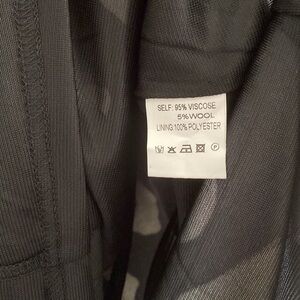 SELF: 95% VISCOSE
5%WOOL
LINING:100% POLYESTER